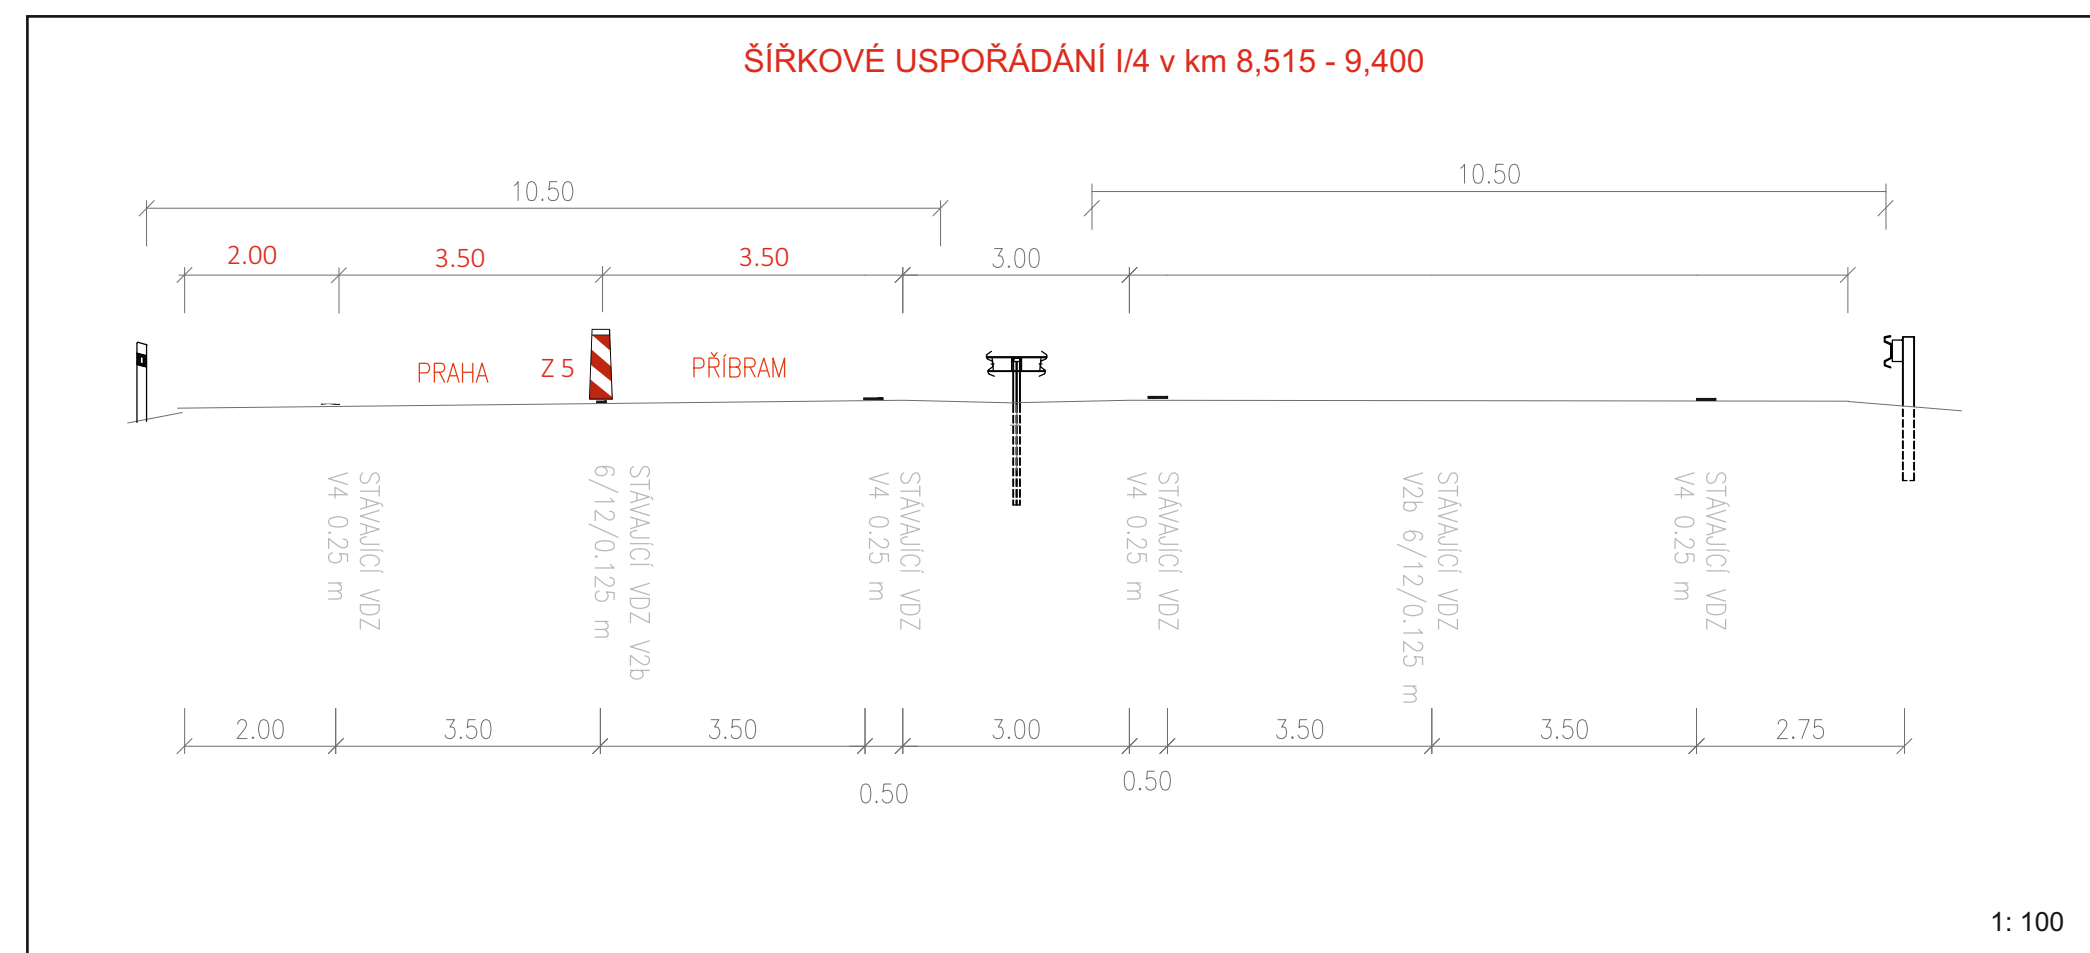 ŠÍŘKOVÉ USPOŘÁDÁNÍ I/4 v km 8,515 - 9,400
10.50
10.50
2.00
3.50
3.50
3.00
PRAHA
Z 5
PŘÍBRAM
STÁVAJÍCÍ VDZ
V4 0.25 m
STÁVAJÍCÍ VDZ V2b
6/12/0.125 m
STÁVAJÍCÍ VDZ
V4 0.25 m
STÁVAJÍCÍ VDZ
V4 0.25 m
STÁVAJÍCÍ VDZ
V2b 6/12/0.125 m
STÁVAJÍCÍ VDZ
V4 0.25 m
2.00
3.50
3.50
0.50
3.00
0.50
3.50
3.50
2.75
1: 100